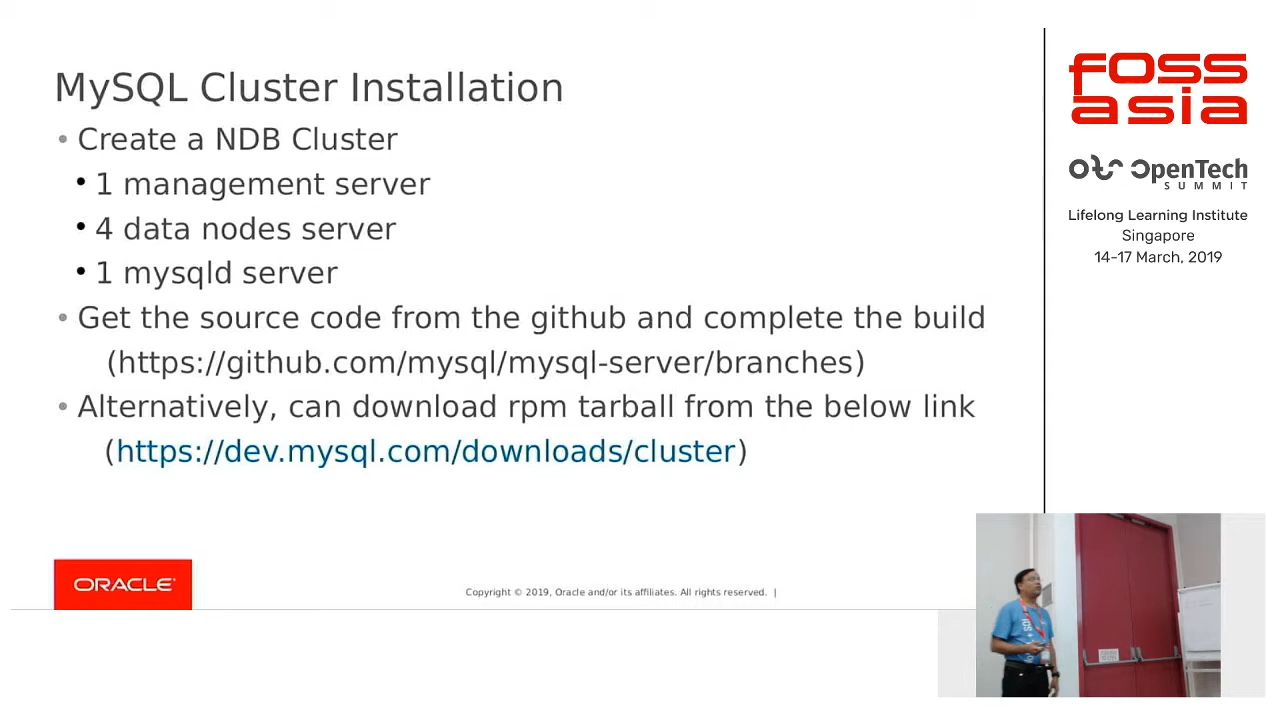 MySQL Cluster Installation
• Create a NDB Cluster
• 1 management server
• 4 data nodes server
• 1 mysqld server
• Get the source code from the github and complete the build
(https://github.com/mysql/mysql-server/branches)
• Alternatively, can download rpm tarball from the below link
(https://dev.mysql.com/downloads/cluster)
ORACLE
Copyright © 2019, Oracle and/or its affiliates. All rights reserved. |
fossasia
OpenTech
SUMMIT
Lifelong Learning Institute
Singapore
14-17 March, 2019